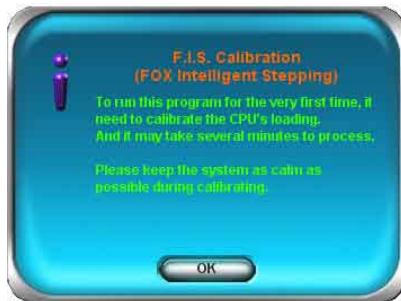 F.I.S. Calibration
(FOX Intelligent Stepping)
To run this program for the very first time, it
need to calibrate the CPU's loading.
And it may take several minutes to process.
Please keep the system as calm as
possible during calibrating.
OK